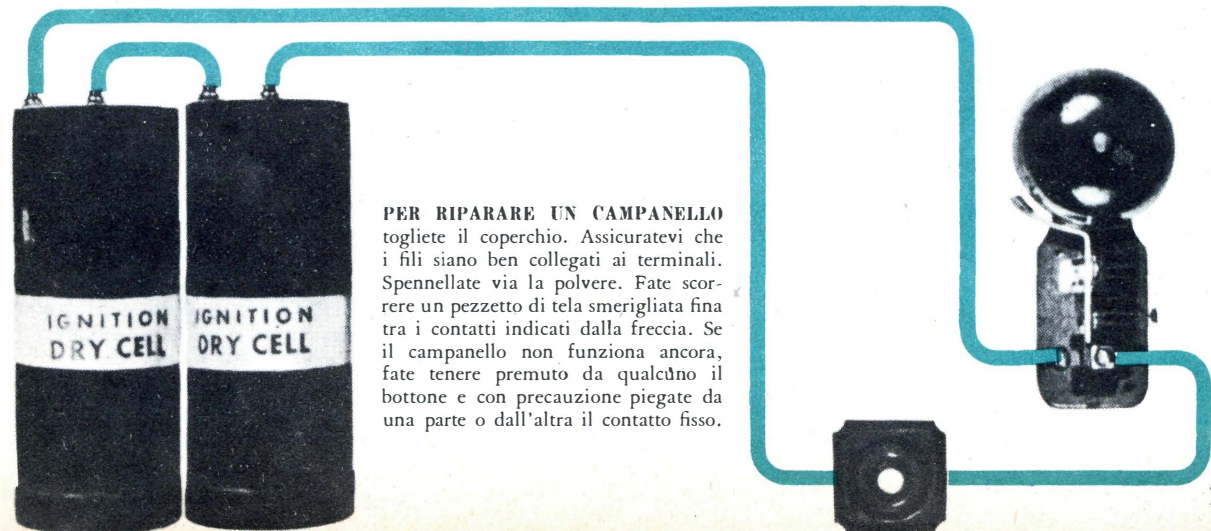 PER RIPARARE UN CAMPANELLO
togliete il coperchio. Assicuratevi che
i fili siano ben collegati ai terminali.
Spennellate via la polvere. Fate scor-
rere un pezzetto di tela smerigliata fina
tra i contatti indicati dalla freccia. Se
il campanello non funziona ancora,
fate tenere premuto da qualcuno il
bottone e con precauzione piegate da
una parte o dall'altra il contatto fisso.
IGNITION
DRY CELL
IGNITION
DRY CELL